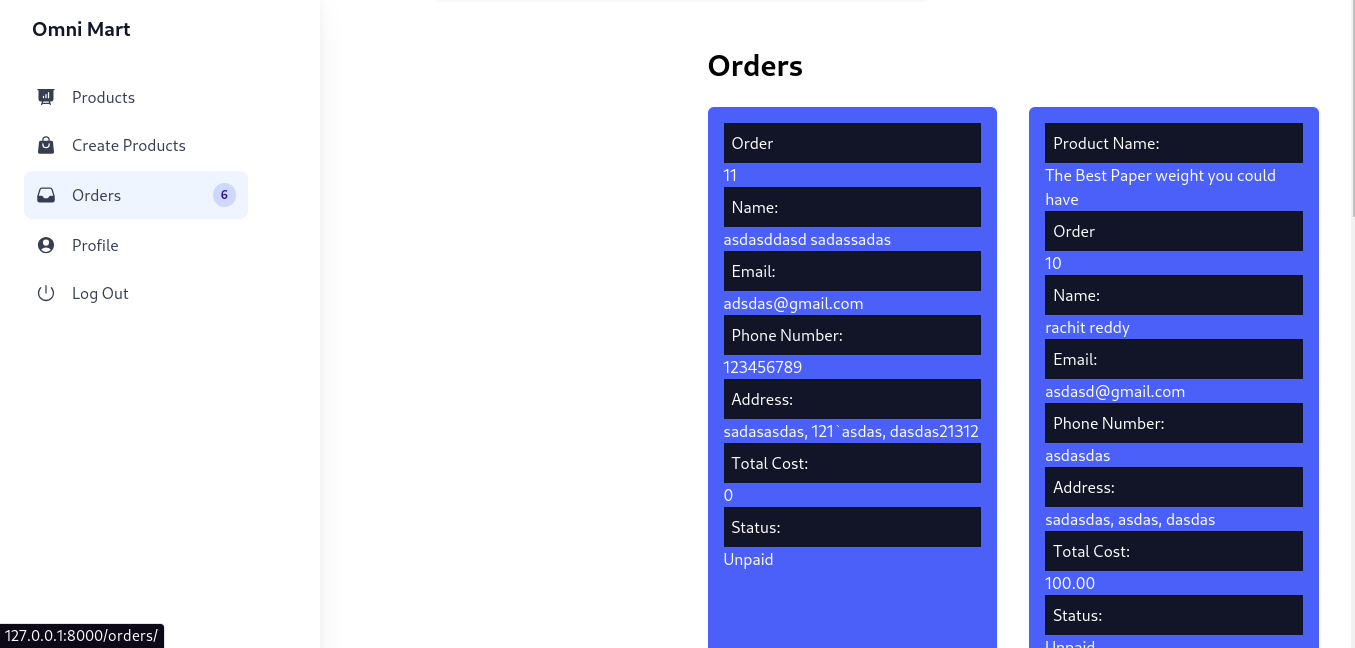 Omni Mart
Products
Create Products
Orders
6
Profile
Log Out
Orders
Order
11
Name:
asdasddasd sadassadas
Email:
adsdas@gmail.com
Phone Number:
123456789
Address:
sadasasdas, 121`asdas, dasdas21312
Total Cost:
0
Status:
Unpaid
Product Name:
The Best Paper weight you could
have
Order
10
Name:
rachit reddy
Email:
asdasd@gmail.com
Phone Number:
asdasdas
Address:
sadasdas, asdas, dasdas
Total Cost:
100.00
Status:
Unpaid
127.0.0.1:8000/orders/